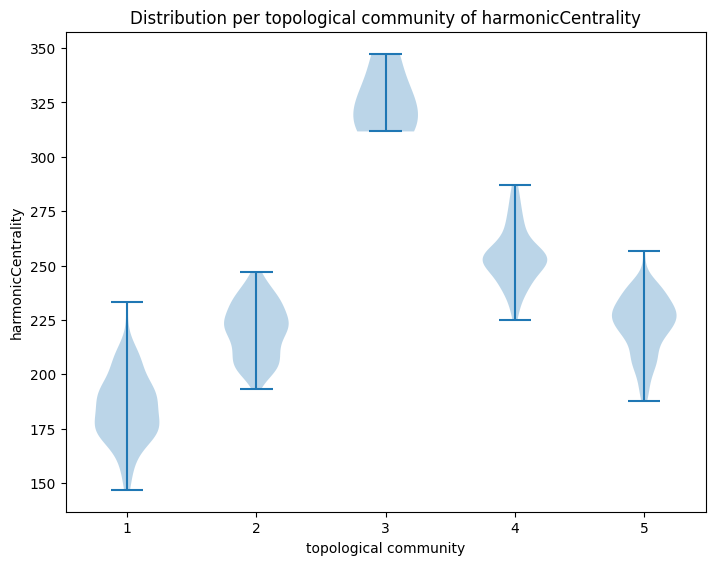 Distribution per topological community of harmonicCentrality
harmonicCentrality
350
325
300
275
250
225
200
175
150
1 2 3 4 5
topological community